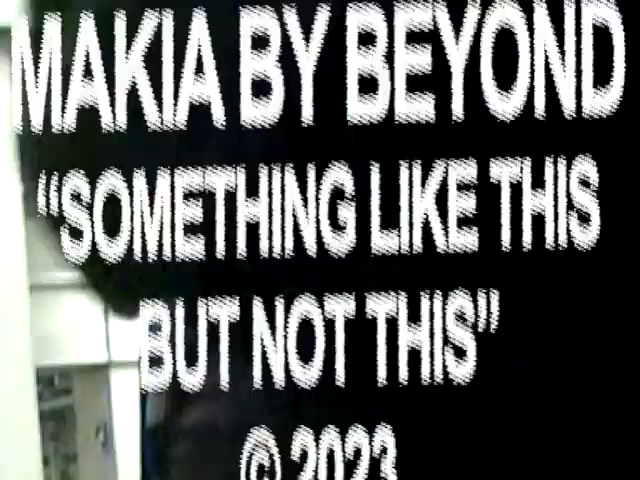 MAKIA BY BEYOND
“SOMETHING LIKE THIS
BUT NOT THIS”
© 2023